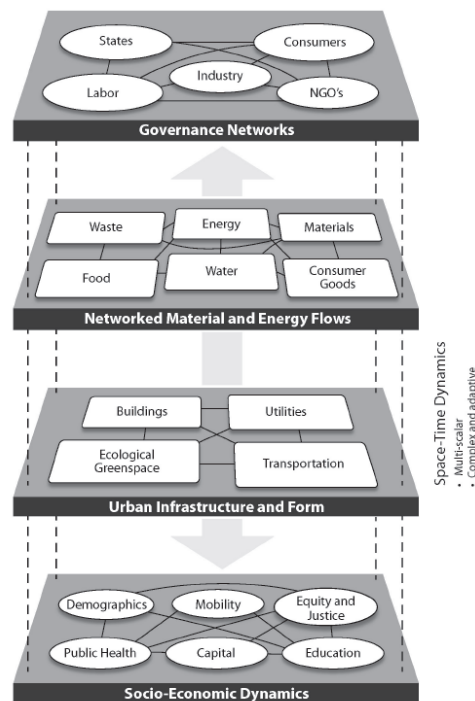 States
Consumers
Industry
Labor
NGO's
Governance Networks
Waste
Energy
Materials
Food
Water
Consumer
Goods
Networked Material and Energy Flows
Buildings
Utilities
Ecological
Greenspace
Transportation
Urban Infrastructure and Form
Demographics
Mobility
Equity and
Justice
Public Health
Capital
Education
Socio-Economic Dynamics
Space-Time Dynamics
• Multi-scalar
• Complex and adaptive